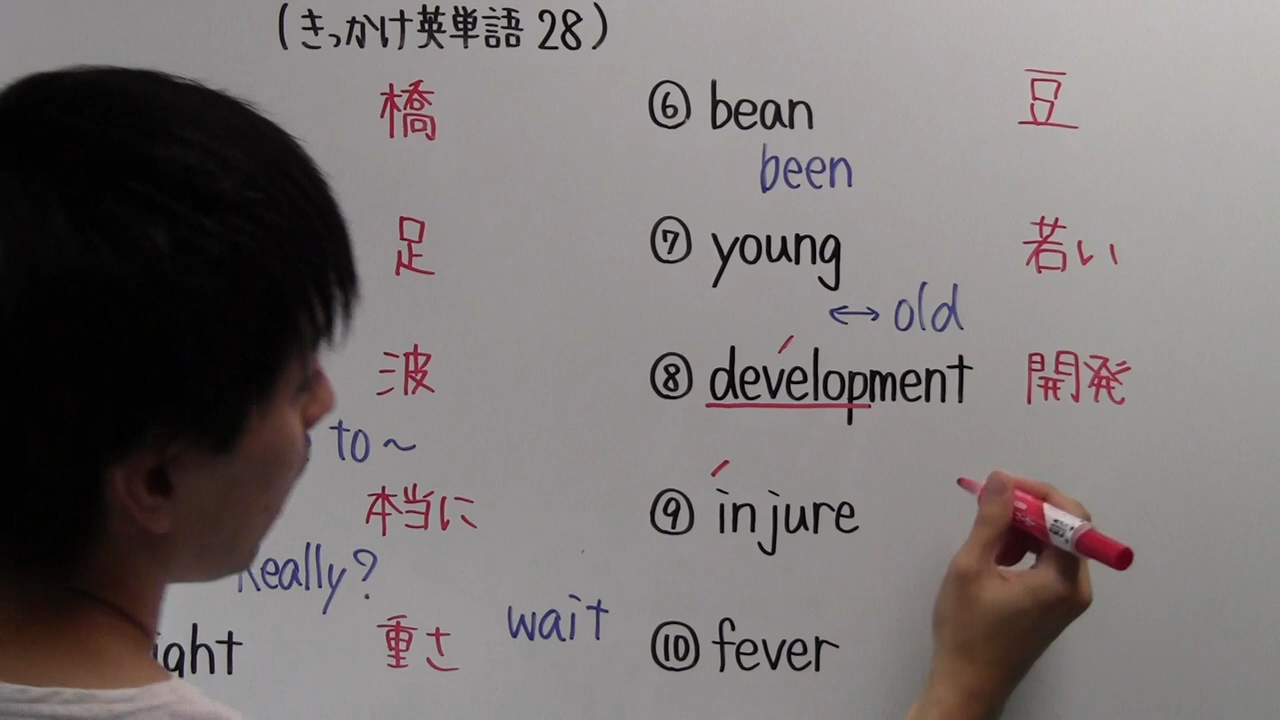 (きっかけ英単語 28)
橋
足
波
to ~
本当に
Really?
ight 重さ wait
⑥ bean 豆
been
⑦ young 若い
↔ old
⑧ development 開発
⑨ injure
⑩ fever